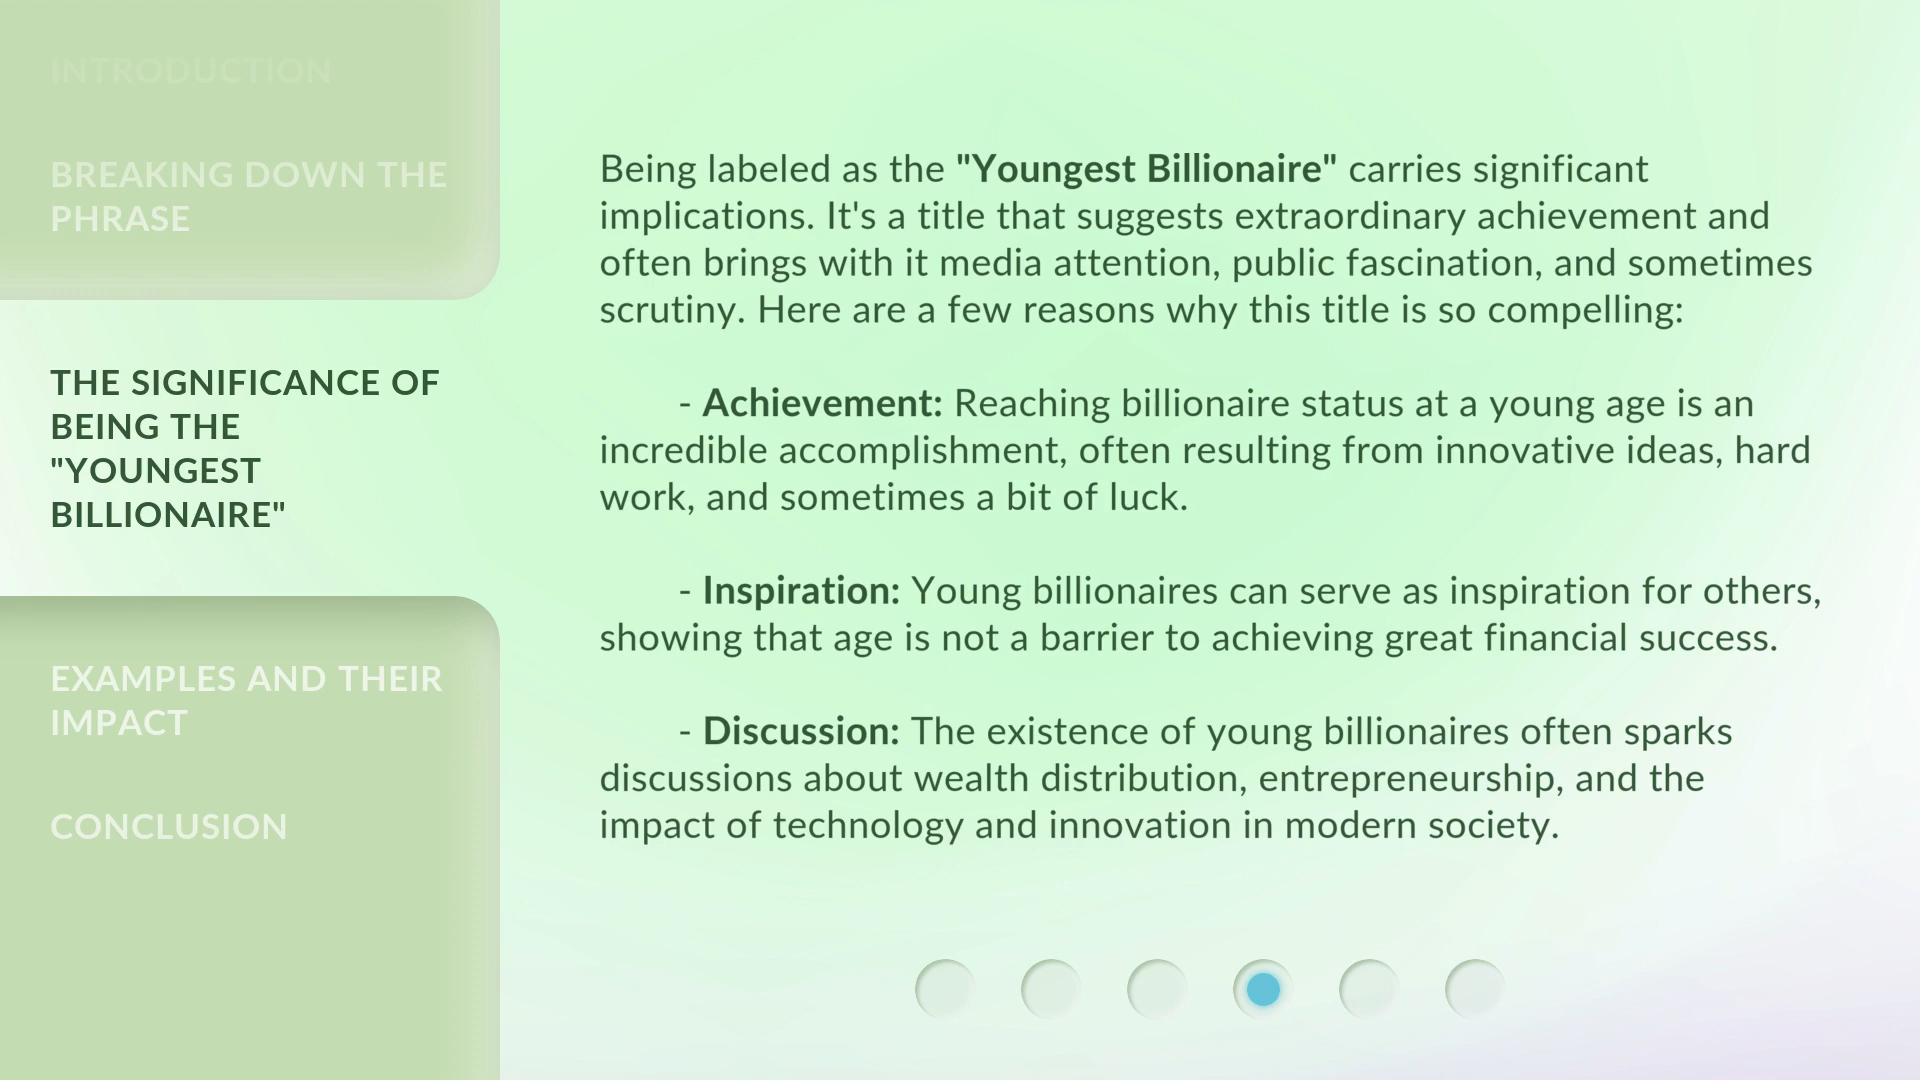 INTRODUCTION
BREAKING DOWN THE
PHRASE
THE SIGNIFICANCE OF
BEING THE
"YOUNGEST
BILLIONAIRE"
EXAMPLES AND THEIR
IMPACT
CONCLUSION
Being labeled as the "Youngest Billionaire" carries significant
implications. It's a title that suggests extraordinary achievement and
often brings with it media attention, public fascination, and sometimes
scrutiny. Here are a few reasons why this title is so compelling:
- Achievement: Reaching billionaire status at a young age is an
incredible accomplishment, often resulting from innovative ideas, hard
work, and sometimes a bit of luck.
- Inspiration: Young billionaires can serve as inspiration for others,
showing that age is not a barrier to achieving great financial success.
- Discussion: The existence of young billionaires often sparks
discussions about wealth distribution, entrepreneurship, and the
impact of technology and innovation in modern society.